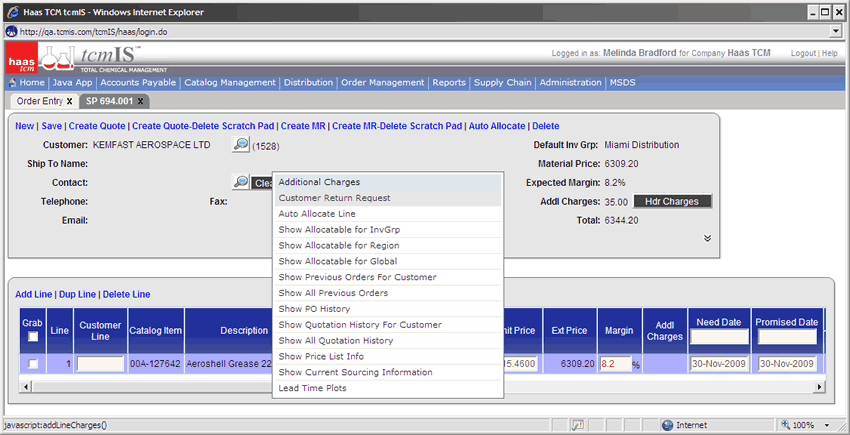 Haas TCM tcmIS - Windows Internet Explorer
http://qa.tcmis.com/tcmIS/haas/login.do
haas tcm
tcmIS™
TOTAL CHEMICAL MANAGEMENT
Logged in as: Melinda Bradford for Company Haas TCM
Logout | Help
Home | Java App | Accounts Payable | Catalog Management | Distribution | Order Management | Reports | Supply Chain | Administration | MSDS
Order Entry x SP 694.001 x
New | Save | Create Quote | Create Quote-Delete Scratch Pad | Create MR | Create MR-Delete Scratch Pad | Auto Allocate | Delete
Customer: KEMFAST AEROSPACE LTD (1528)
Default Inv Grp: Miami Distribution
Ship To Name:
Material Price: 6309.20
Contact: Clea
Expected Margin: 8.2%
Telephone: Fax:
Addl Charges: 35.00 Hdr Charges
Email:
Total: 6344.20
Additional Charges
Customer Return Request
Auto Allocate Line
Show Allocatable for InvGrp
Show Allocatable for Region
Show Allocatable for Global
Show Previous Orders For Customer
Show All Previous Orders
Show PO History
Show Quotation History For Customer
Show All Quotation History
Show Price List Info
Show Current Sourcing Information
Lead Time Plots
Add Line | Dup Line | Delete Line
Grab Line Customer Line Catalog Item Description nit Price Ext Price Margin Addl Charges Need Date Promised Date
1 00A-127642 Aeroshell Grease 22 15.4600 6309.20 8.2 % 30-Nov-2009 30-Nov-2009
javascript:addLineCharges()
Internet
100%